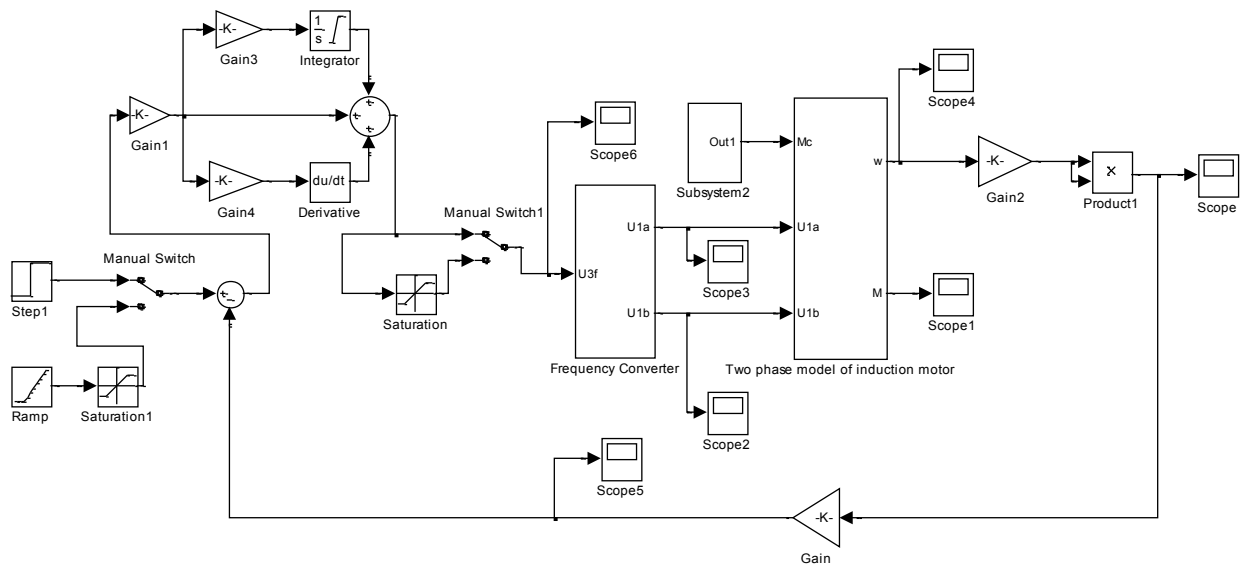 -K-
Gain3
1
s
Integrator
-K-
Gain1
-K-
Gain4
du/dt
Derivative
Manual Switch
Step1
Ramp
Saturation1
Saturation
Manual Switch1
Scope6
U3f
U1a
U1b
Frequency Converter
Out1
Subsystem2
Scope3
Scope2
Mc
U1a
U1b
w
M
Two phase model of induction motor
Scope4
Scope1
-K-
Gain2
×
Product1
Scope
Scope5
-K-
Gain